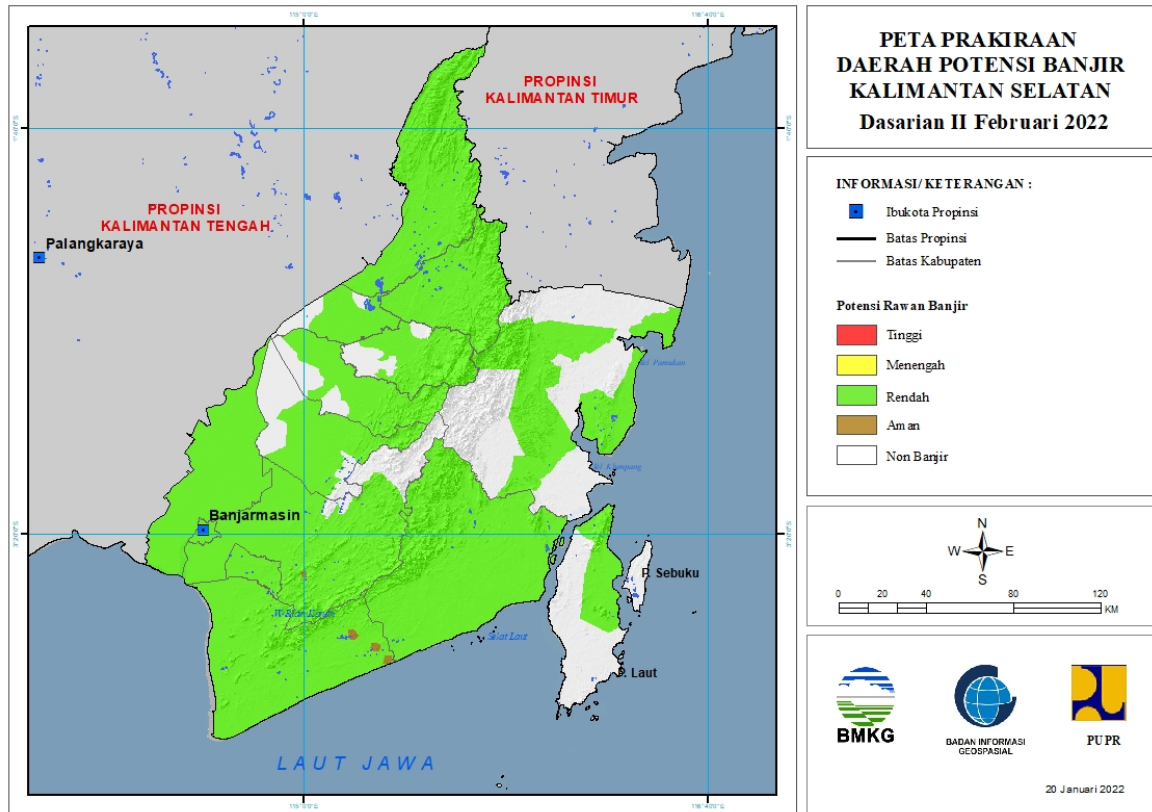 PETA PRAKIRAAN
DAERAH POTENSI BANJIR
KALIMANTAN SELATAN
Dasarian II Februari 2022
INFORMASI/ KETERANGAN :
Ibukota Propinsi
Batas Propinsi
Batas Kabupaten
Potensi Rawan Banjir
Tinggi
Menengah
Rendah
Aman
Non Banjir
N
W E
S
0 20 40 80 120
KM
BMKG
BADAN INFORMASI
GEOSPASIAL
PUPR
20 Januari 2022
PROPINSI
KALIMANTAN TIMUR
PROPINSI
KALIMANTAN TENGAH
Palangkaraya
Banjarmasin
P. Sebuku
Selat Laut
P. Laut
LAUT JAWA